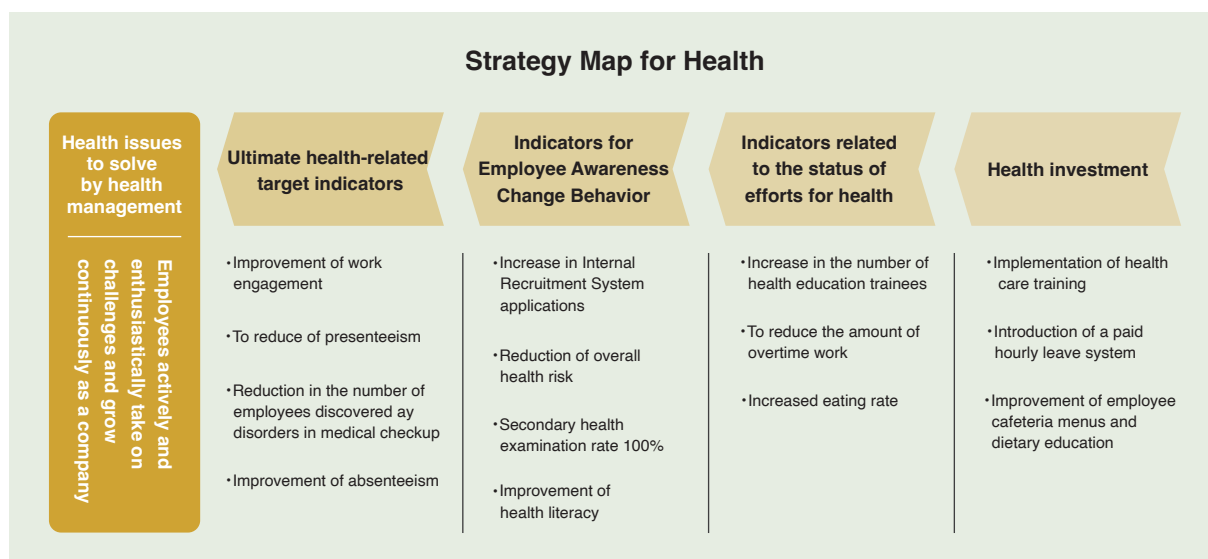 Strategy Map for Health
Health issues
to solve
by health
management
Employees actively and
enthusiastically take on
challenges and grow
continuously as a company
Ultimate health-related
target indicators
・Improvement of work
engagement
・To reduce of presenteeism
・Reduction in the number of
employees discovered ay
disorders in medical checkup
・Improvement of absenteeism
Indicators for
Employee Awareness
Change Behavior
・Increase in Internal
Recruitment System
applications
・Reduction of overall
health risk
・Secondary health
examination rate 100%
・Improvement of
health literacy
Indicators related
to the status of
efforts for health
・Increase in the number of
health education trainees
・To reduce the amount of
overtime work
・Increased eating rate
Health investment
・Implementation of health
care training
・Introduction of a paid
hourly leave system
・Improvement of employee
cafeteria menus and
dietary education